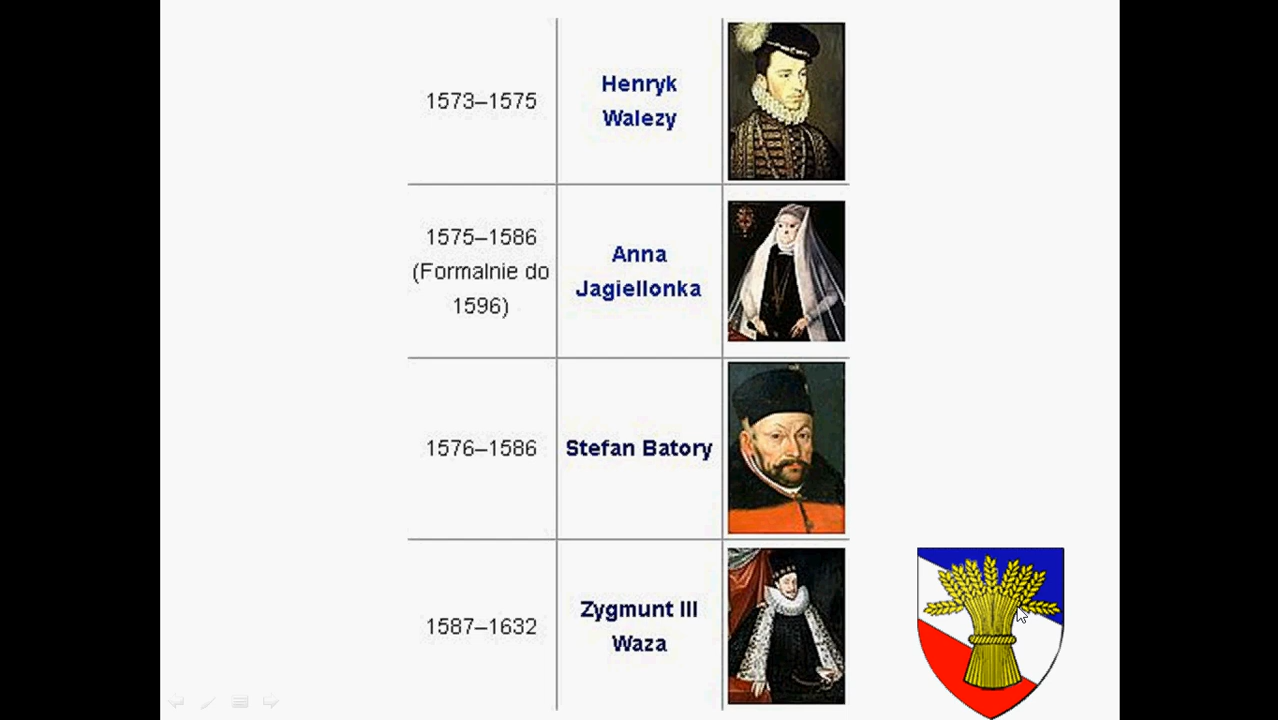 1573–1575
Henryk
Walezy
1575–1586
(Formalnie do
1596)
Anna
Jagiellonka
1576–1586
Stefan Batory
1587–1632
Zygmunt III
Waza